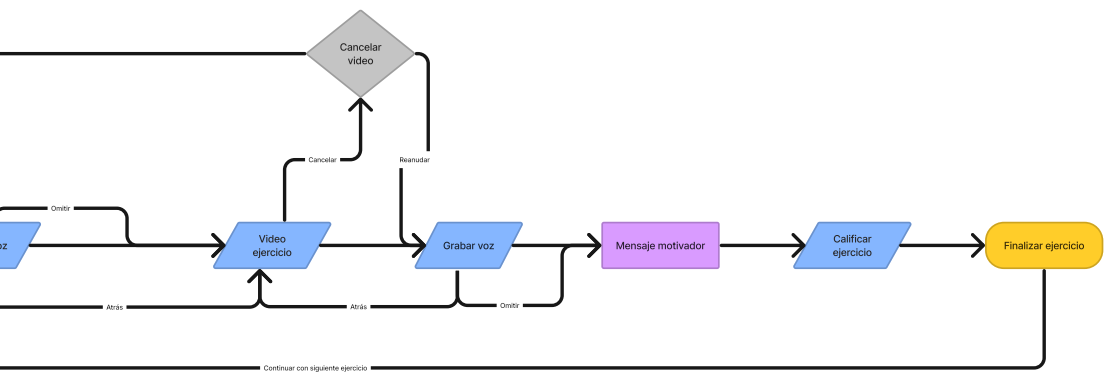 Cancelar
video
Cancelar
Reanudar
Omitir
oz
Video
ejercicio
Grabar voz
Mensaje motivador
Calificar
ejercicio
Finalizar ejercicio
Atrás
Atrás
Omitir
Continuar con siguiente ejercicio